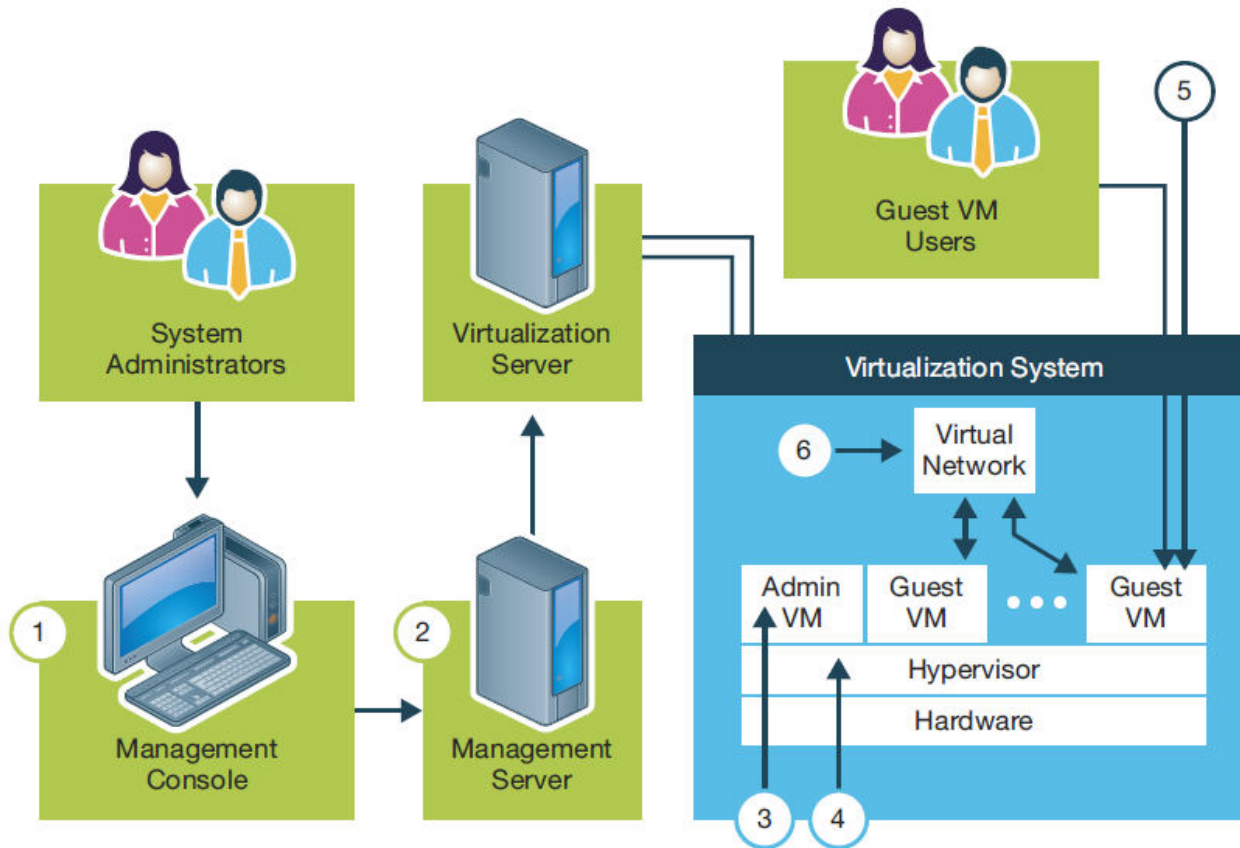 Guest VM
Users
5
System
Administrators
Virtualization
Server
Virtualization System
6
Virtual
Network
Admin
VM
Guest
VM
Guest
VM
Hypervisor
Hardware
1
Management
Console
2
Management
Server
3
4